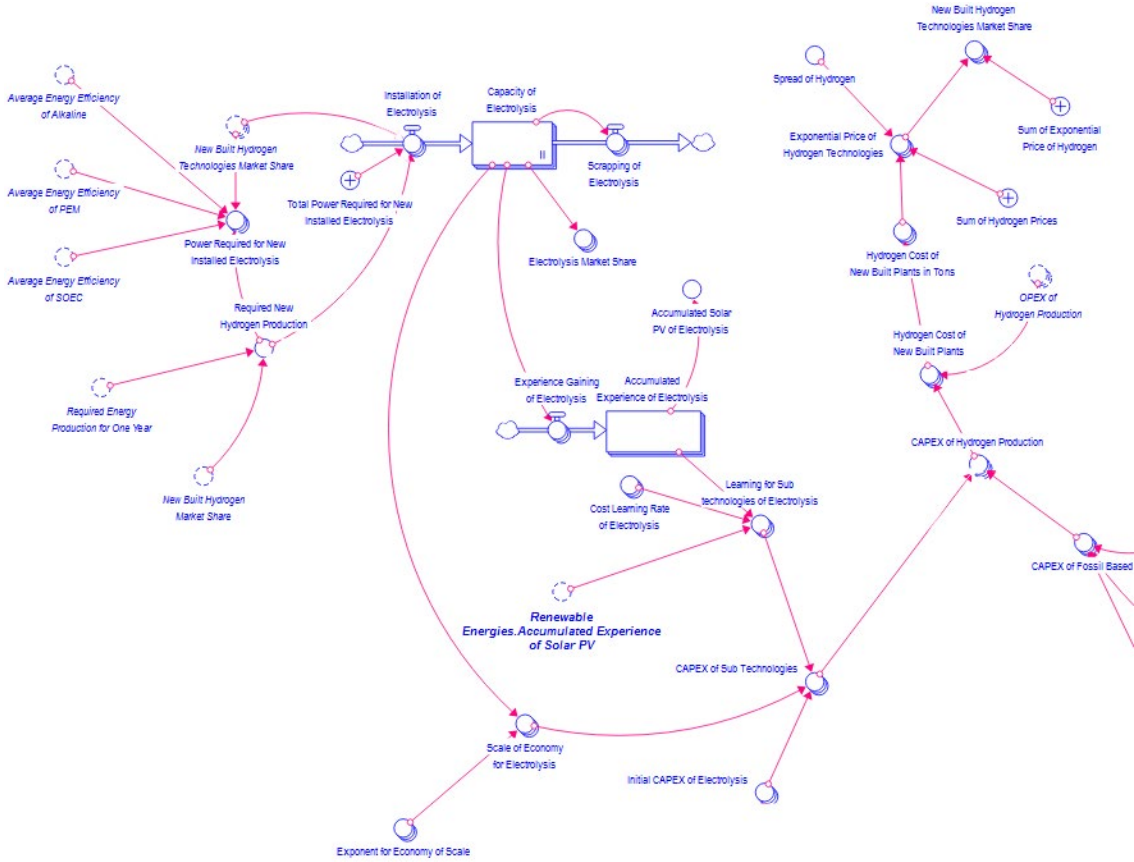 New Built Hydrogen
Technologies Market Share
Average Energy Efficiency
of Alkaline
Installation of
Electrolysis
Capacity of
Electrolysis
Spread of Hydrogen
Sum of Exponential
Price of Hydrogen
Exponential Price of
Hydrogen Technologies
New Built Hydrogen
Technologies Market Share
Scrapping of
Electrolysis
Average Energy Efficiency
of PEM
Total Power Required for New
Installed Electrolysis
Sum of Hydrogen Prices
Power Required for New
Installed Electrolysis
Electrolysis Market Share
Hydrogen Cost of
New Built Plants in Tons
Average Energy Efficiency
of SOEC
OPEX of
Hydrogen Production
Required New
Hydrogen Production
Accumulated Solar
PV of Electrolysis
Hydrogen Cost of
New Built Plants
Experience Gaining
of Electrolysis
Accumulated
Experience of Electrolysis
Required Energy
Production for One Year
CAPEX of Hydrogen Production
New Built Hydrogen
Market Share
Cost Learning Rate
of Electrolysis
Learning for Sub
technologies of Electrolysis
CAPEX of Fossil Based
Renewable
Energies.Accumulated Experience
of Solar PV
CAPEX of Sub Technologies
Scale of Economy
for Electrolysis
Initial CAPEX of Electrolysis
Exponent for Economy of Scale